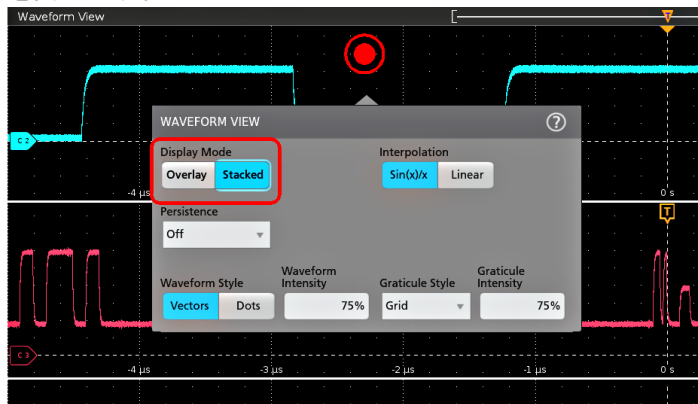 Waveform View
T
C 2
WAVEFORM VIEW
?
Display Mode
Interpolation
Overlay Stacked
Sin(x)/x Linear
-4 µs
0 s
Persistence
T
Off
Waveform Style
Waveform Intensity
Graticule Style
Graticule Intensity
Vectors Dots
75%
Grid
75%
C 3
-4 µs
-3 µs
-2 µs
-1 µs
0 s